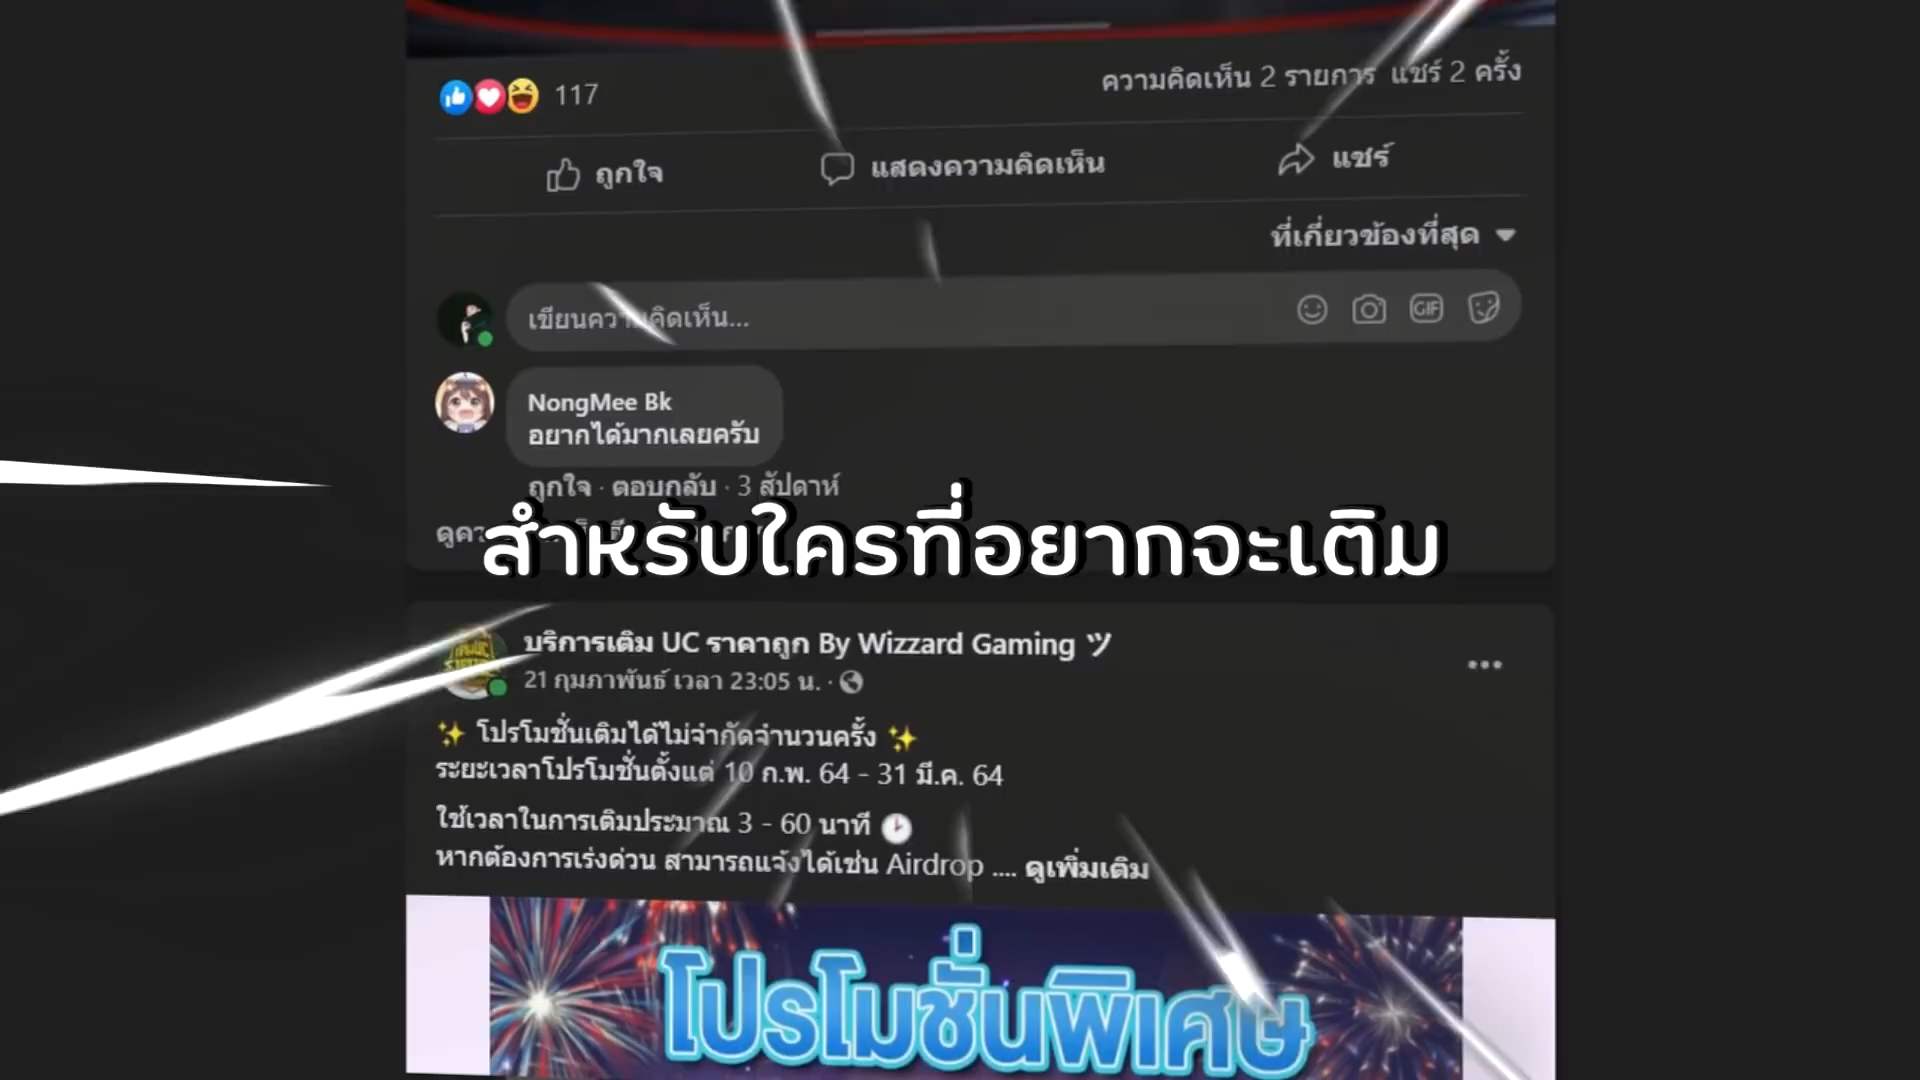 117
ความคิดเห็น 2 รายการ แชร์ 2 ครั้ง
ถูกใจ
แสดงความคิดเห็น
แชร์
ที่เกี่ยวข้องที่สุด
เขียนความคิดเห็น...
GIF
NongMee Bk
อยากได้มากเลยครับ
ถูกใจ · ตอบกลับ · 3 สัปดาห์
สำหรับใครที่อยากจะเติม
บริการเติม UC ราคาถูก By Wizzard Gaming ツ
21 กุมภาพันธ์ เวลา 23:05 น. ·
✨ โปรโมชั่นเติมได้ไม่จำกัดจำนวนครั้ง ✨
ระยะเวลาโปรโมชั่นตั้งแต่ 10 ก.พ. 64 - 31 มี.ค. 64
ใช้เวลาในการเติมประมาณ 3 - 60 นาที 🕑
หากต้องการเร่งด่วน สามารถแจ้งได้เช่น Airdrop .... ดูเพิ่มเติม
โปรโมชั่นพิเศษ